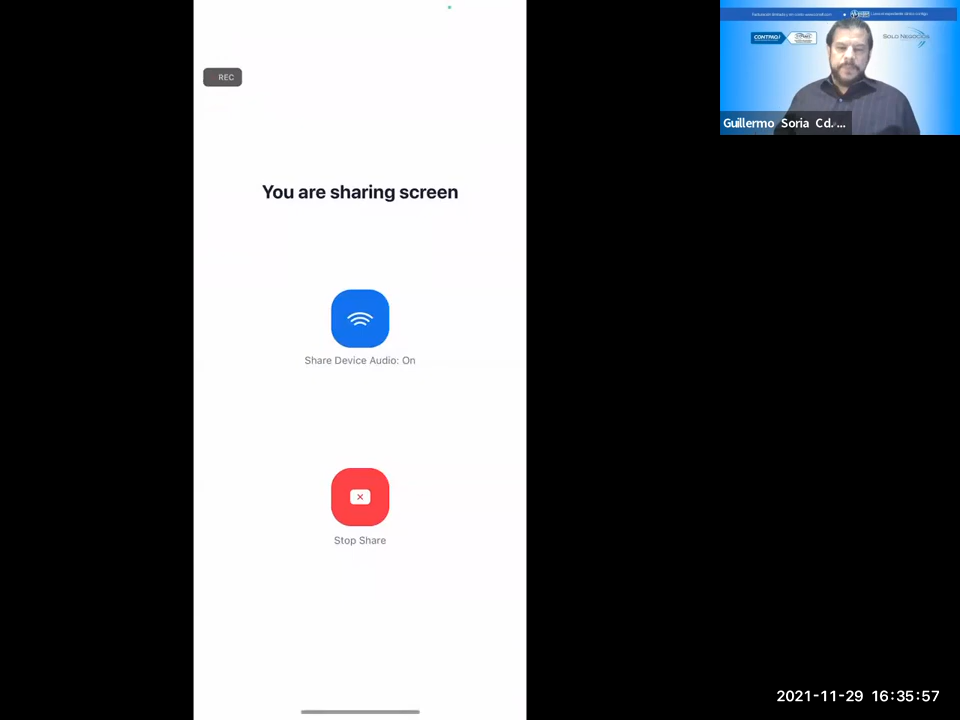 REC
You are sharing screen
Share Device Audio: On
Stop Share
CONTPAQi
SOLO NEGOCIOS
Guillermo Soria Cd. ...
2021-11-29 16:35:57